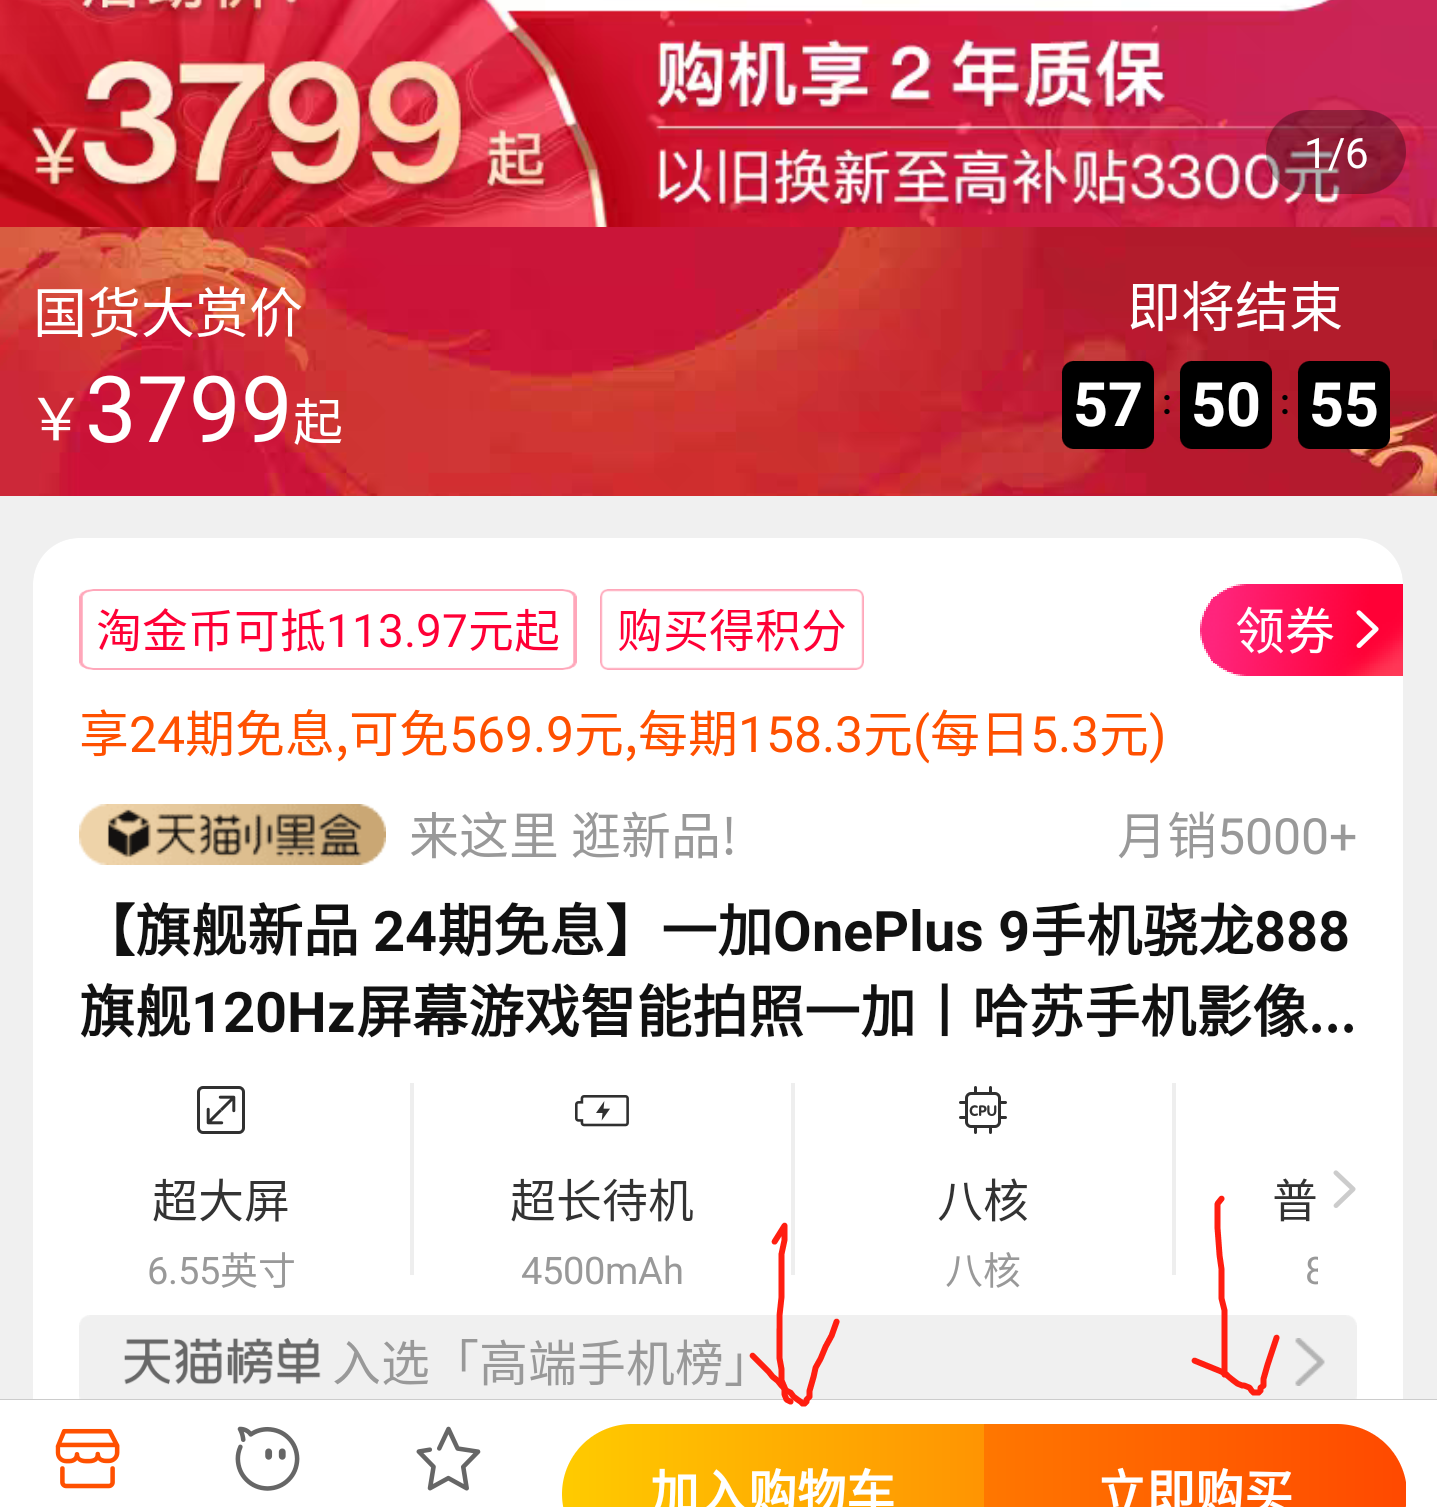 ¥3799起
购机享 2 年质保
以旧换新至高补贴3300元
1/6
国货大赏价
¥3799起
即将结束
57:50:55
淘金币可抵113.97元起
购买得积分
领券
享24期免息,可免569.9元,每期158.3元(每日5.3元)
天猫小黑盒 来这里 逛新品! 月销5000+
【旗舰新品 24期免息】一加OnePlus 9手机骁龙888
旗舰120Hz屏幕游戏智能拍照一加丨哈苏手机影像...
CPU
超大屏 超长待机 八核 普
6.55英寸 4500mAh 八核
天猫榜单 入选「高端手机榜」
加入购物车 立即购买